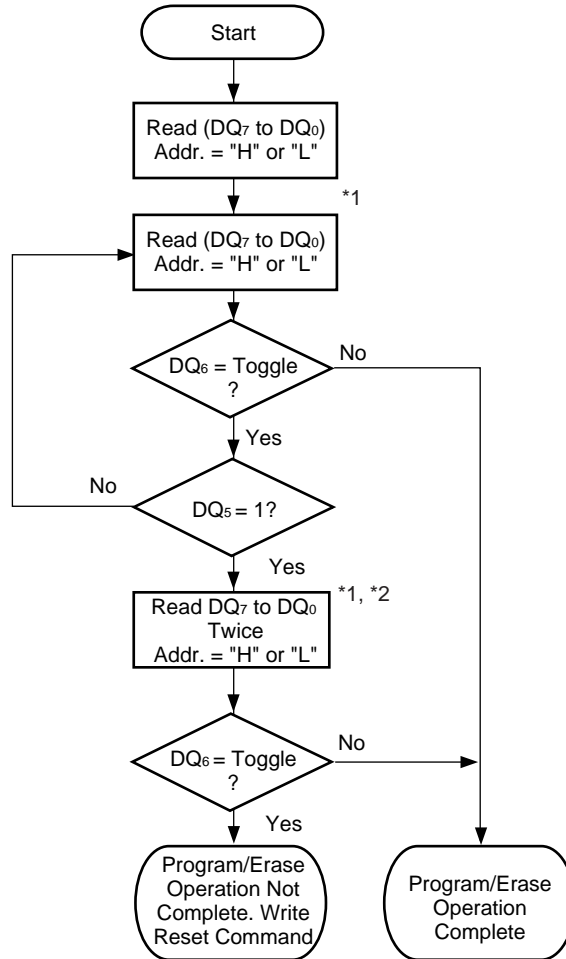 Start
Read (DQ7 to DQ0)
Addr. = "H" or "L"
*1
Read (DQ7 to DQ0)
Addr. = "H" or "L"
DQ6 = Toggle
?
No
Yes
No
DQ5 = 1?
Yes
*1, *2
Read DQ7 to DQ0
Twice
Addr. = "H" or "L"
DQ6 = Toggle
?
No
Yes
Program/Erase
Operation Not
Complete. Write
Reset Command
Program/Erase
Operation
Complete